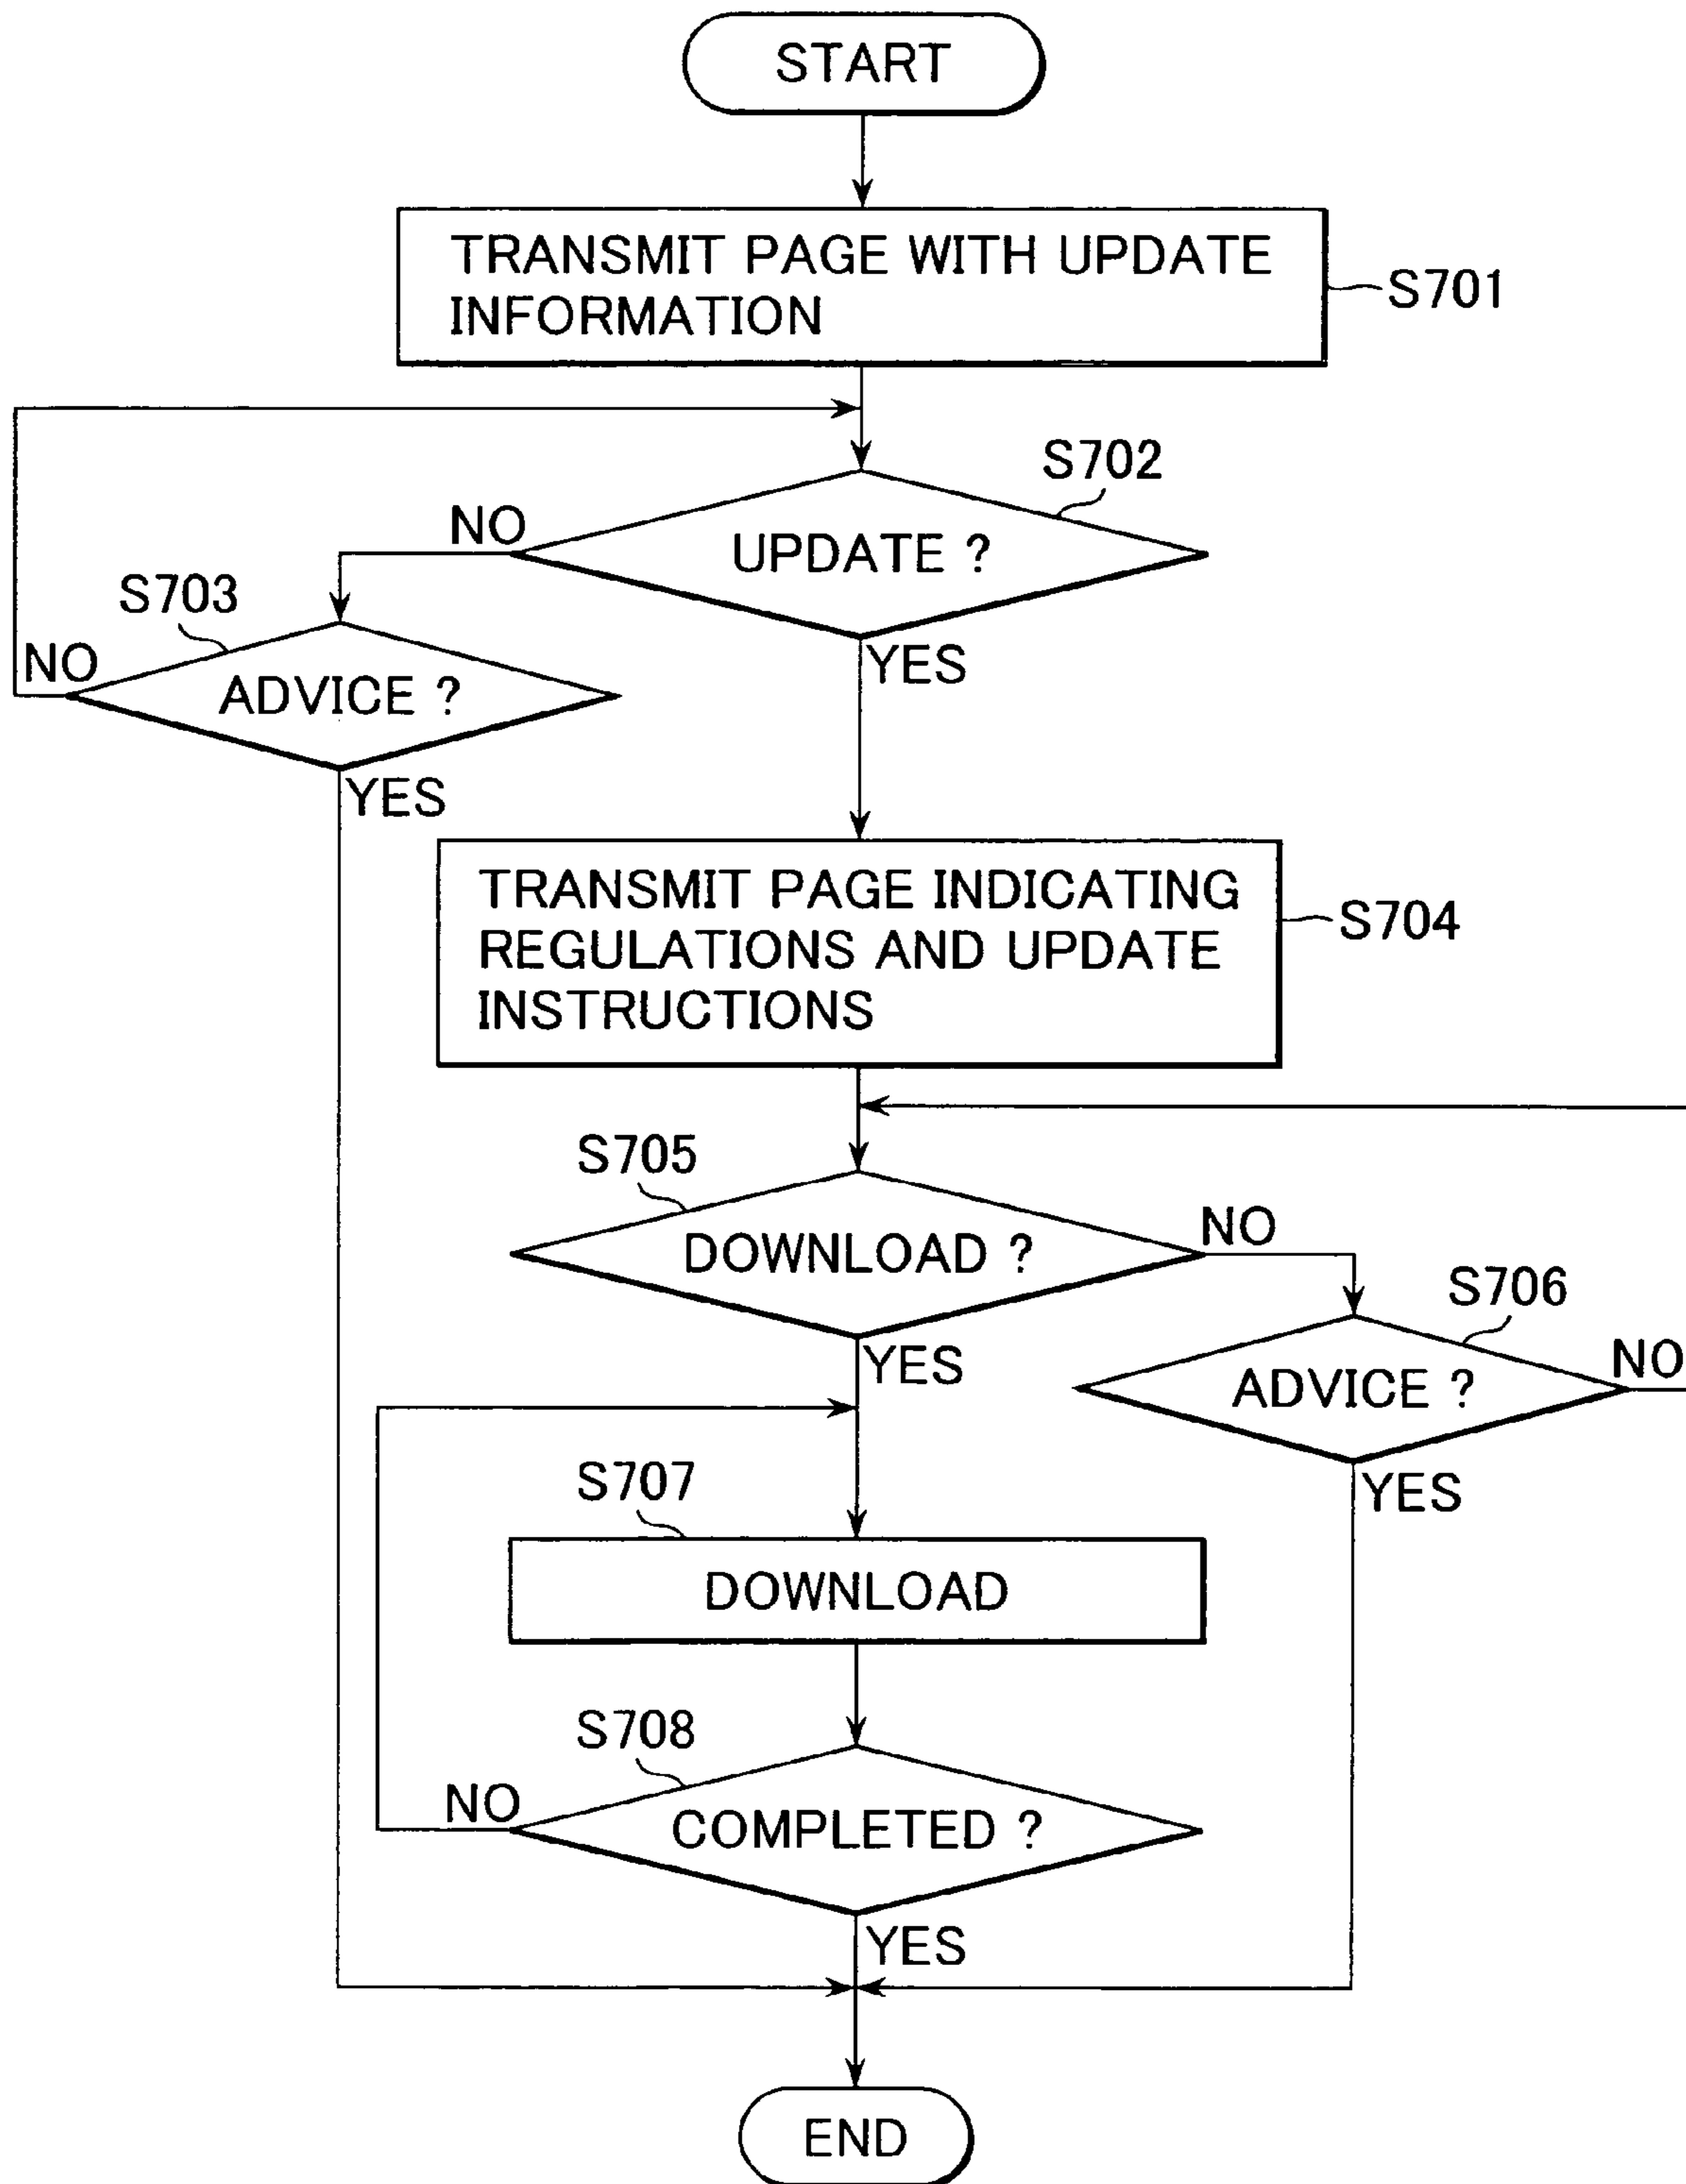 START
TRANSMIT PAGE WITH UPDATE
INFORMATION
S701
S702
NO
UPDATE ?
YES
S703
NO
ADVICE ?
YES
TRANSMIT PAGE INDICATING
REGULATIONS AND UPDATE
INSTRUCTIONS
S704
S705
DOWNLOAD ?
NO
YES
S706
ADVICE ?
NO
YES
S707
DOWNLOAD
S708
NO
COMPLETED ?
YES
END